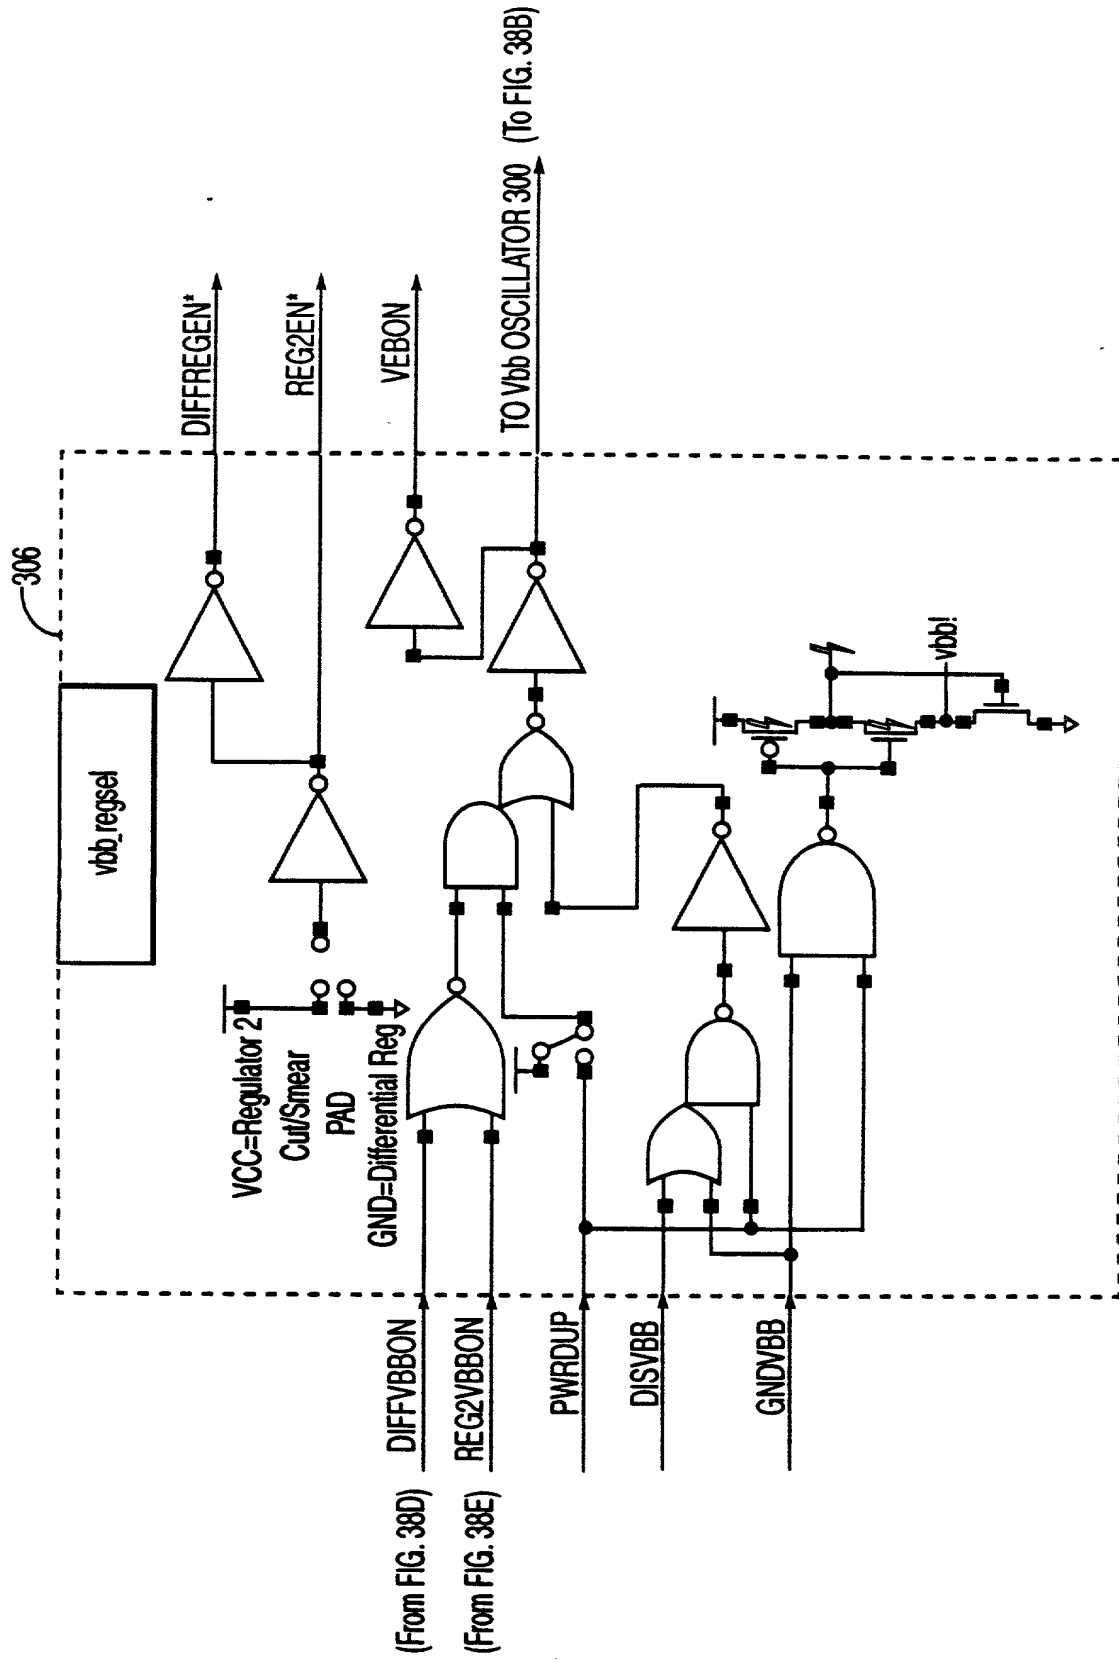 306
vbb_regsel
DIFFREGEN*
REG2EN*
VEBON
TO Vbb OSCILLATOR 300 (To FIG. 38B)
VCC=Regulator 2
Cut/Smear
PAD
GND=Differential Reg
(From FIG. 38D) DIFFVBBON
(From FIG. 38E) REG2VBBON
PWRDUP
DISVBB
GNDVBB
vbb!